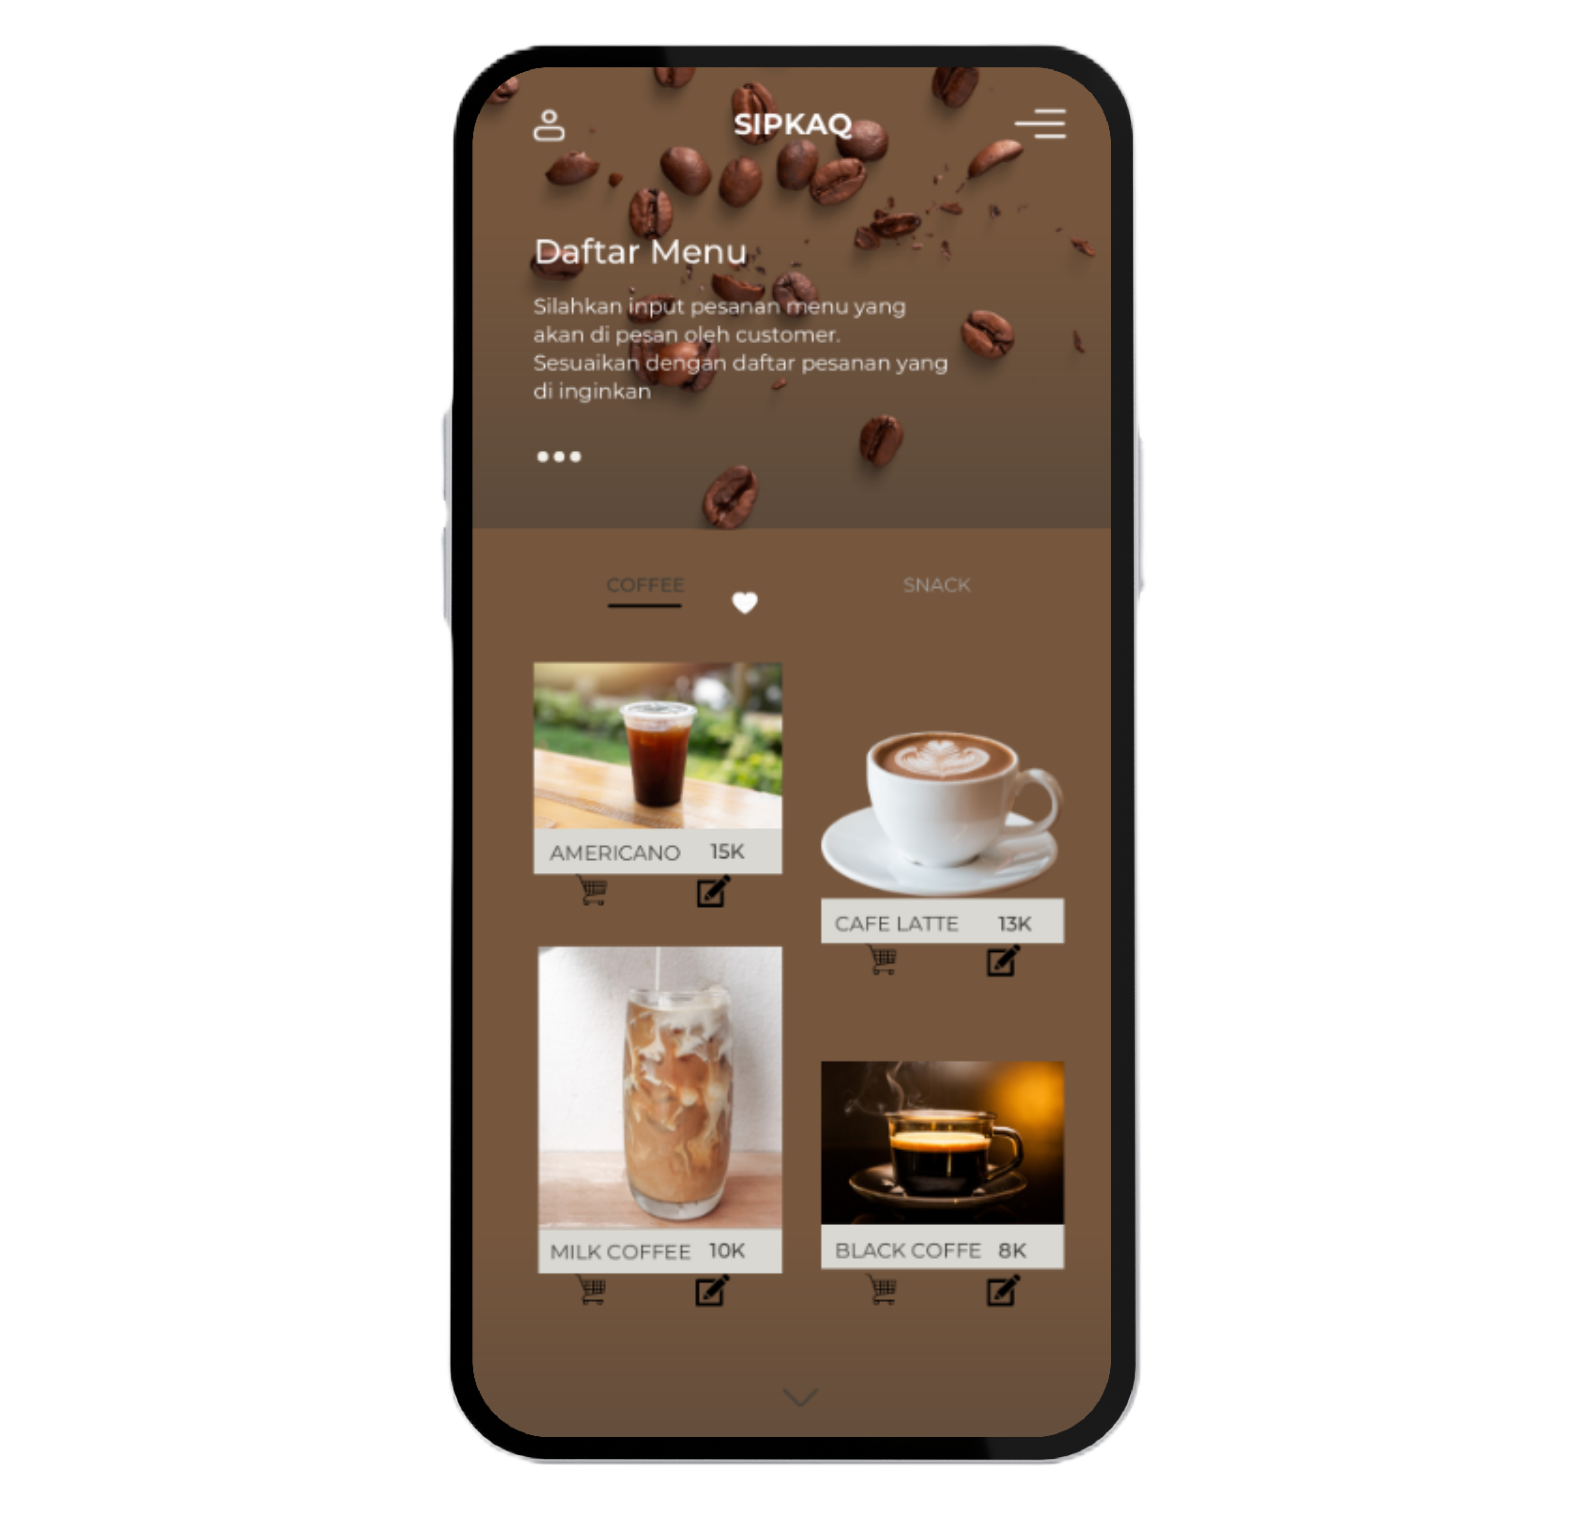 SIPKAQ
Daftar Menu
Silahkan input pesanan menu yang
akan di pesan oleh customer.
Sesuaikan dengan daftar pesanan yang
di inginkan
COFFEE
SNACK
AMERICANO 15K
CAFE LATTE 13K
MILK COFFEE 10K
BLACK COFFE 8K